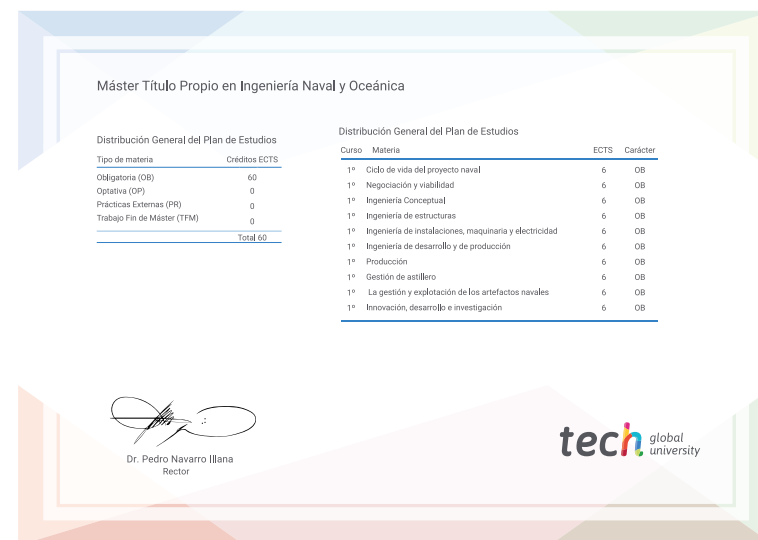 Máster Título Propio en Ingeniería Naval y Oceánica
Distribución General del Plan de Estudios
Tipo de materia Créditos ECTS
Obligatoria (OB) 60
Optativa (OP) 0
Prácticas Externas (PR) 0
Trabajo Fin de Máster (TFM) 0
Total 60
Distribución General del Plan de Estudios
Curso Materia ECTS Carácter
1º Ciclo de vida del proyecto naval 6 OB
1º Negociación y viabilidad 6 OB
1º Ingeniería Conceptual 6 OB
1º Ingeniería de estructuras 6 OB
1º Ingeniería de instalaciones, maquinaria y electricidad 6 OB
1º Ingeniería de desarrollo y de producción 6 OB
1º Producción 6 OB
1º Gestión de astillero 6 OB
1º La gestión y explotación de los artefactos navales 6 OB
1º Innovación, desarrollo e investigación 6 OB
Dr. Pedro Navarro Illana
Rector
tech global
university